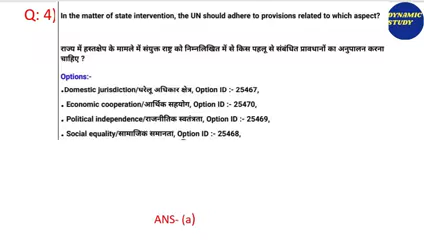 DYNAMIC
STUDY
Q: 4)
In the matter of state intervention, the UN should adhere to provisions related to which aspect?
राज्य में हस्तक्षेप के मामले में संयुक्त राष्ट्र को निम्नलिखित में से किस पहलू से संबंधित प्रावधानों का अनुपालन करना
चाहिए ?
Options:-
• Domestic jurisdiction/घरेलू अधिकार क्षेत्र, Option ID :- 25467,
• Economic cooperation/आर्थिक सहयोग, Option ID :- 25470,
• Political independence/राजनीतिक स्वतंत्रता, Option ID :- 25469,
• Social equality/सामाजिक समानता, Option ID :- 25468,
ANS- (a)